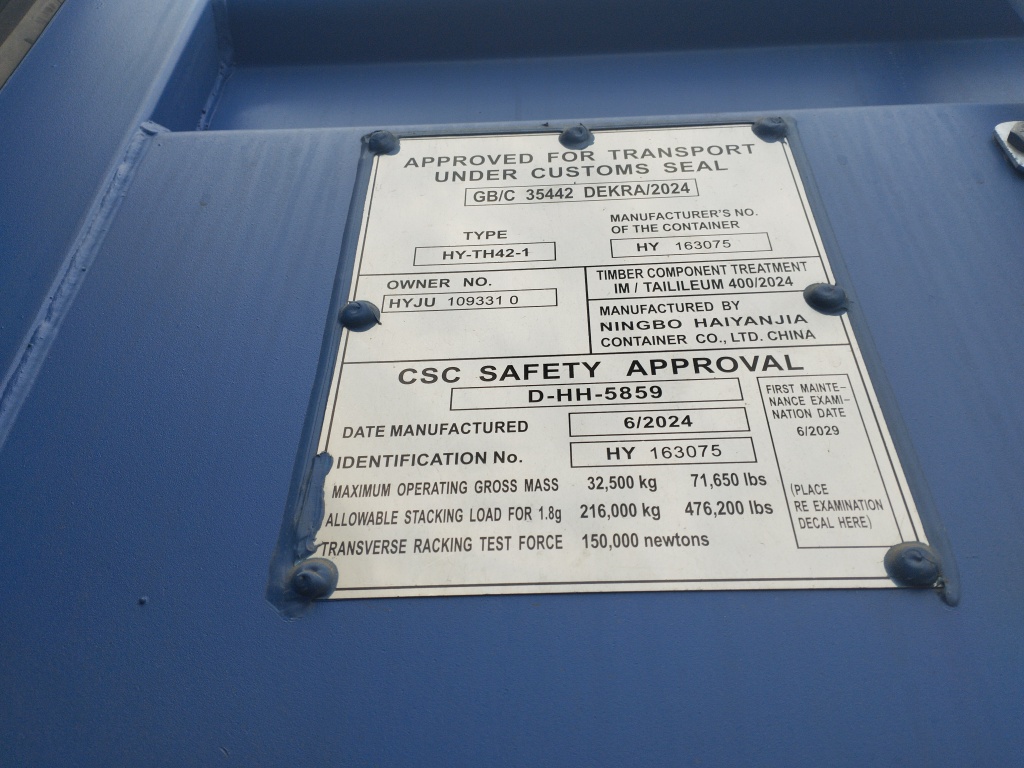 APPROVED FOR TRANSPORT
UNDER CUSTOMS SEAL
GB/C 35442 DEKRA/2024
TYPE
HY-TH42-1
MANUFACTURER'S NO.
OF THE CONTAINER
HY 163075
OWNER NO.
HYJU 109331 0
TIMBER COMPONENT TREATMENT
IM / TAILILEUM 400/2024
MANUFACTURED BY
NINGBO HAIYANJIA
CONTAINER CO., LTD. CHINA
CSC SAFETY APPROVAL
D-HH-5859
DATE MANUFACTURED 6/2024
IDENTIFICATION No. HY 163075
MAXIMUM OPERATING GROSS MASS 32,500 kg 71,650 lbs
ALLOWABLE STACKING LOAD FOR 1.8g 216,000 kg 476,200 lbs
TRANSVERSE RACKING TEST FORCE 150,000 newtons
FIRST MAINTE-
NANCE EXAMI-
NATION DATE
6/2029
(PLACE
RE EXAMINATION
DECAL HERE)